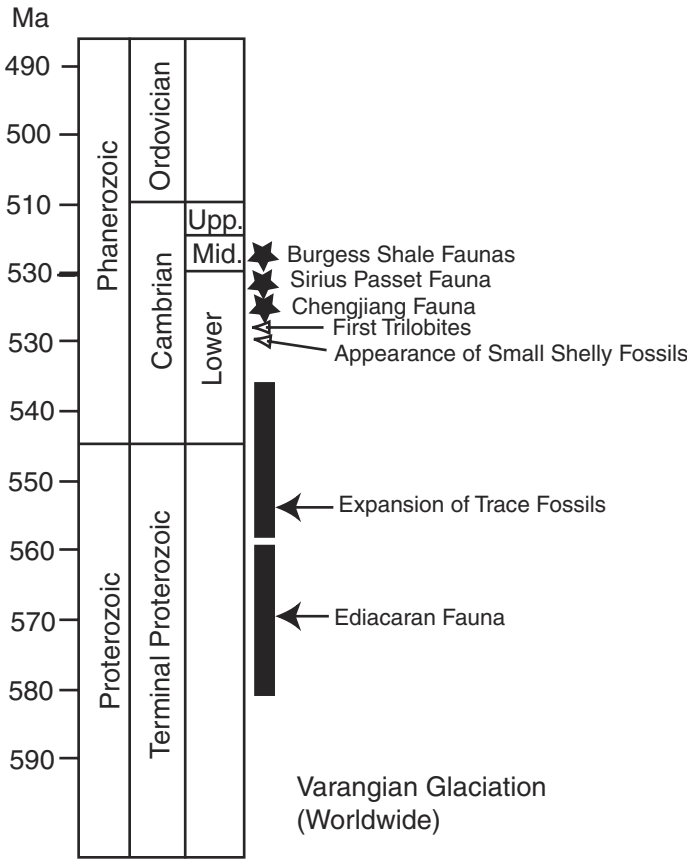 Ma
490
500
510
530
530
540
550
560
570
580
590
Phanerozoic
Proterozoic
Ordovician
Cambrian
Terminal Proterozoic
Upp.
Mid.
Lower
Burgess Shale Faunas
Sirius Passet Fauna
Chengjiang Fauna
First Trilobites
Appearance of Small Shelly Fossils
Expansion of Trace Fossils
Ediacaran Fauna
Varangian Glaciation
(Worldwide)